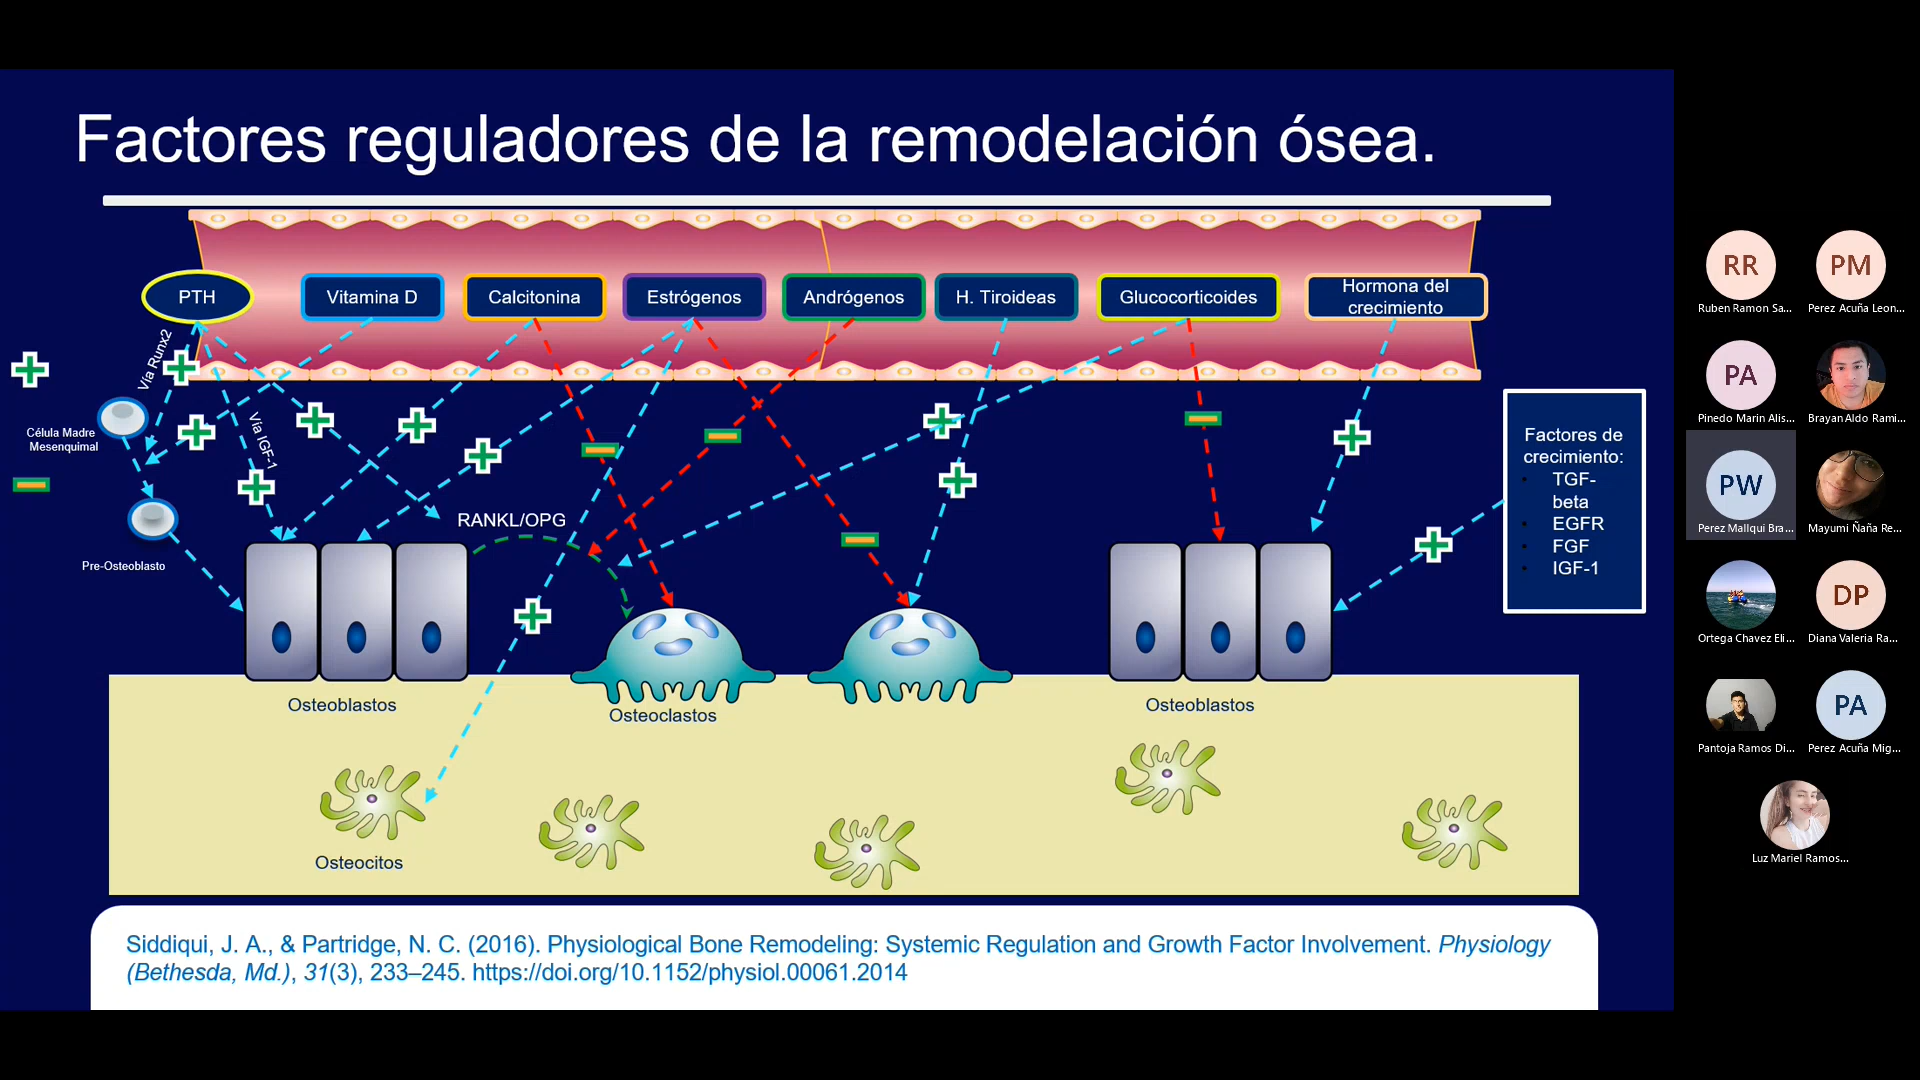 Factores reguladores de la remodelación ósea.
PTH
Vitamina D
Calcitonina
Estrógenos
Andrógenos
H. Tiroideas
Glucocorticoides
Hormona del
crecimiento
Vía Runx2
Célula Madre
Mesenquimal
Vía IGF-1
Pre-Osteoblasto
RANKL/OPG
Factores de
crecimiento:
• TGF-
beta
• EGFR
• FGF
• IGF-1
Osteoblastos
Osteoclastos
Osteoblastos
Osteocitos
Siddiqui, J. A., & Partridge, N. C. (2016). Physiological Bone Remodeling: Systemic Regulation and Growth Factor Involvement. Physiology
(Bethesda, Md.), 31(3), 233–245. https://doi.org/10.1152/physiol.00061.2014
RR
Ruben Ramon Sa...
PM
Perez Acuña Leon...
PA
Pinedo Marin Alis...
Brayan Aldo Rami...
PW
Perez Mallqui Bra...
Mayumi Ñaña Re...
Ortega Chavez Eli...
DP
Diana Valeria Ra...
Pantoja Ramos Di...
PA
Perez Acuña Mig...
Luz Mariel Ramos...